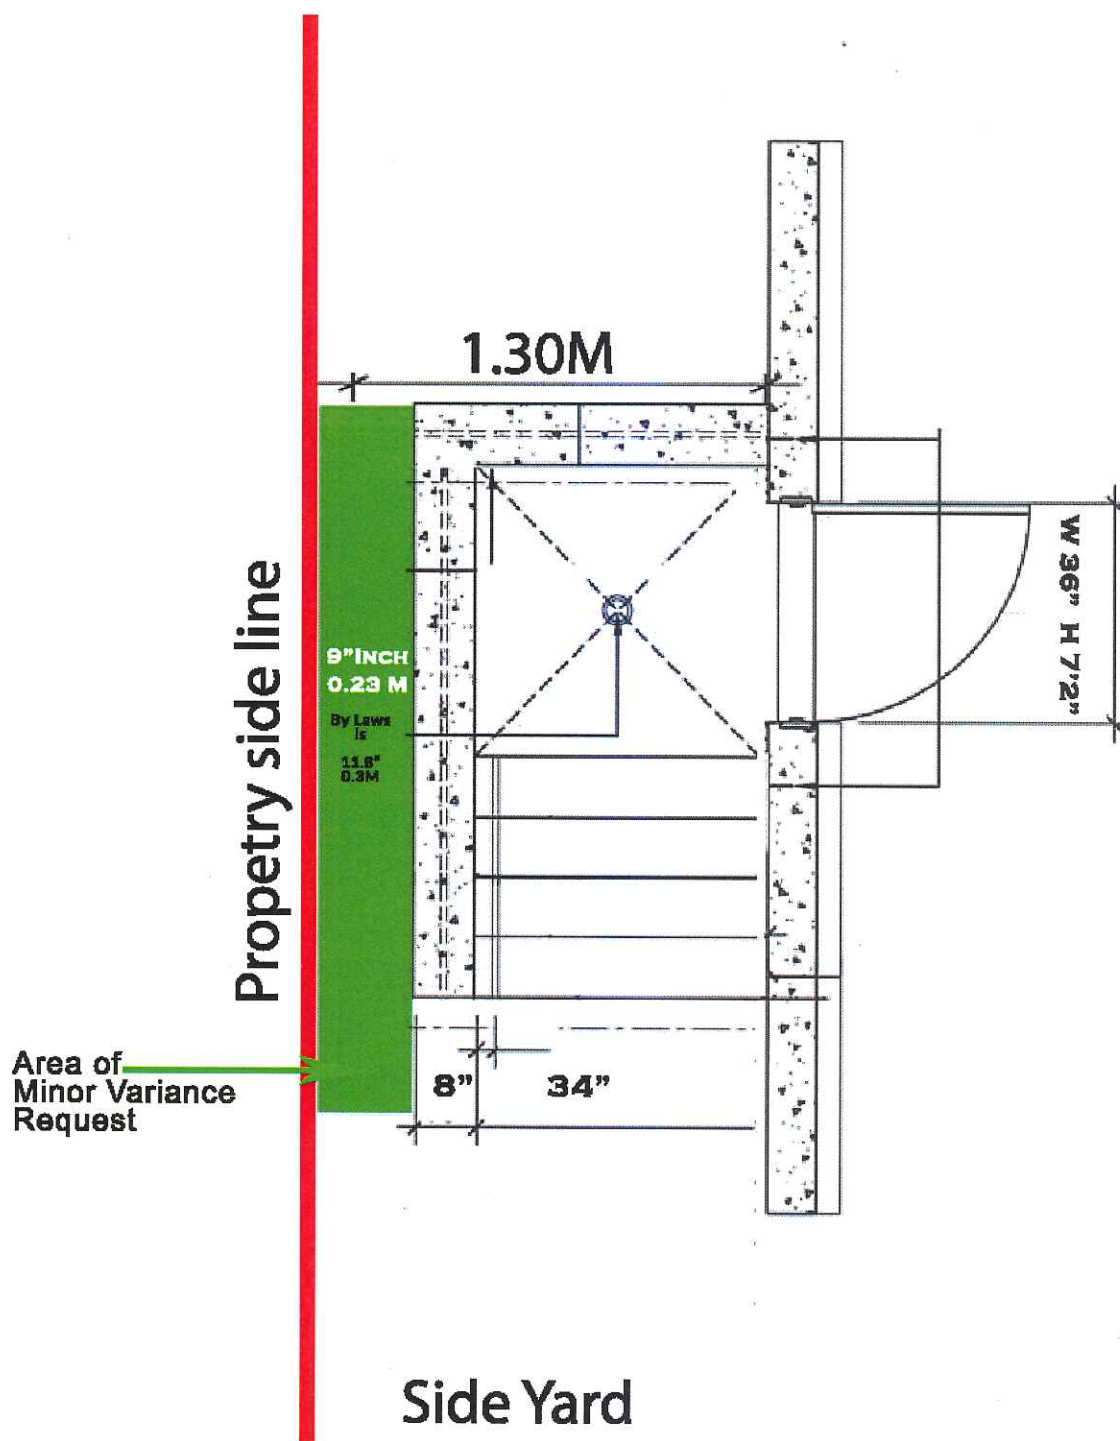 1.30M
W 36” H 7'2”
Propetry side line
9”INCH
0.23 M
By Laws
is
11.8"
0.3M
Area of
Minor Variance
Request
8”
34”
Side Yard